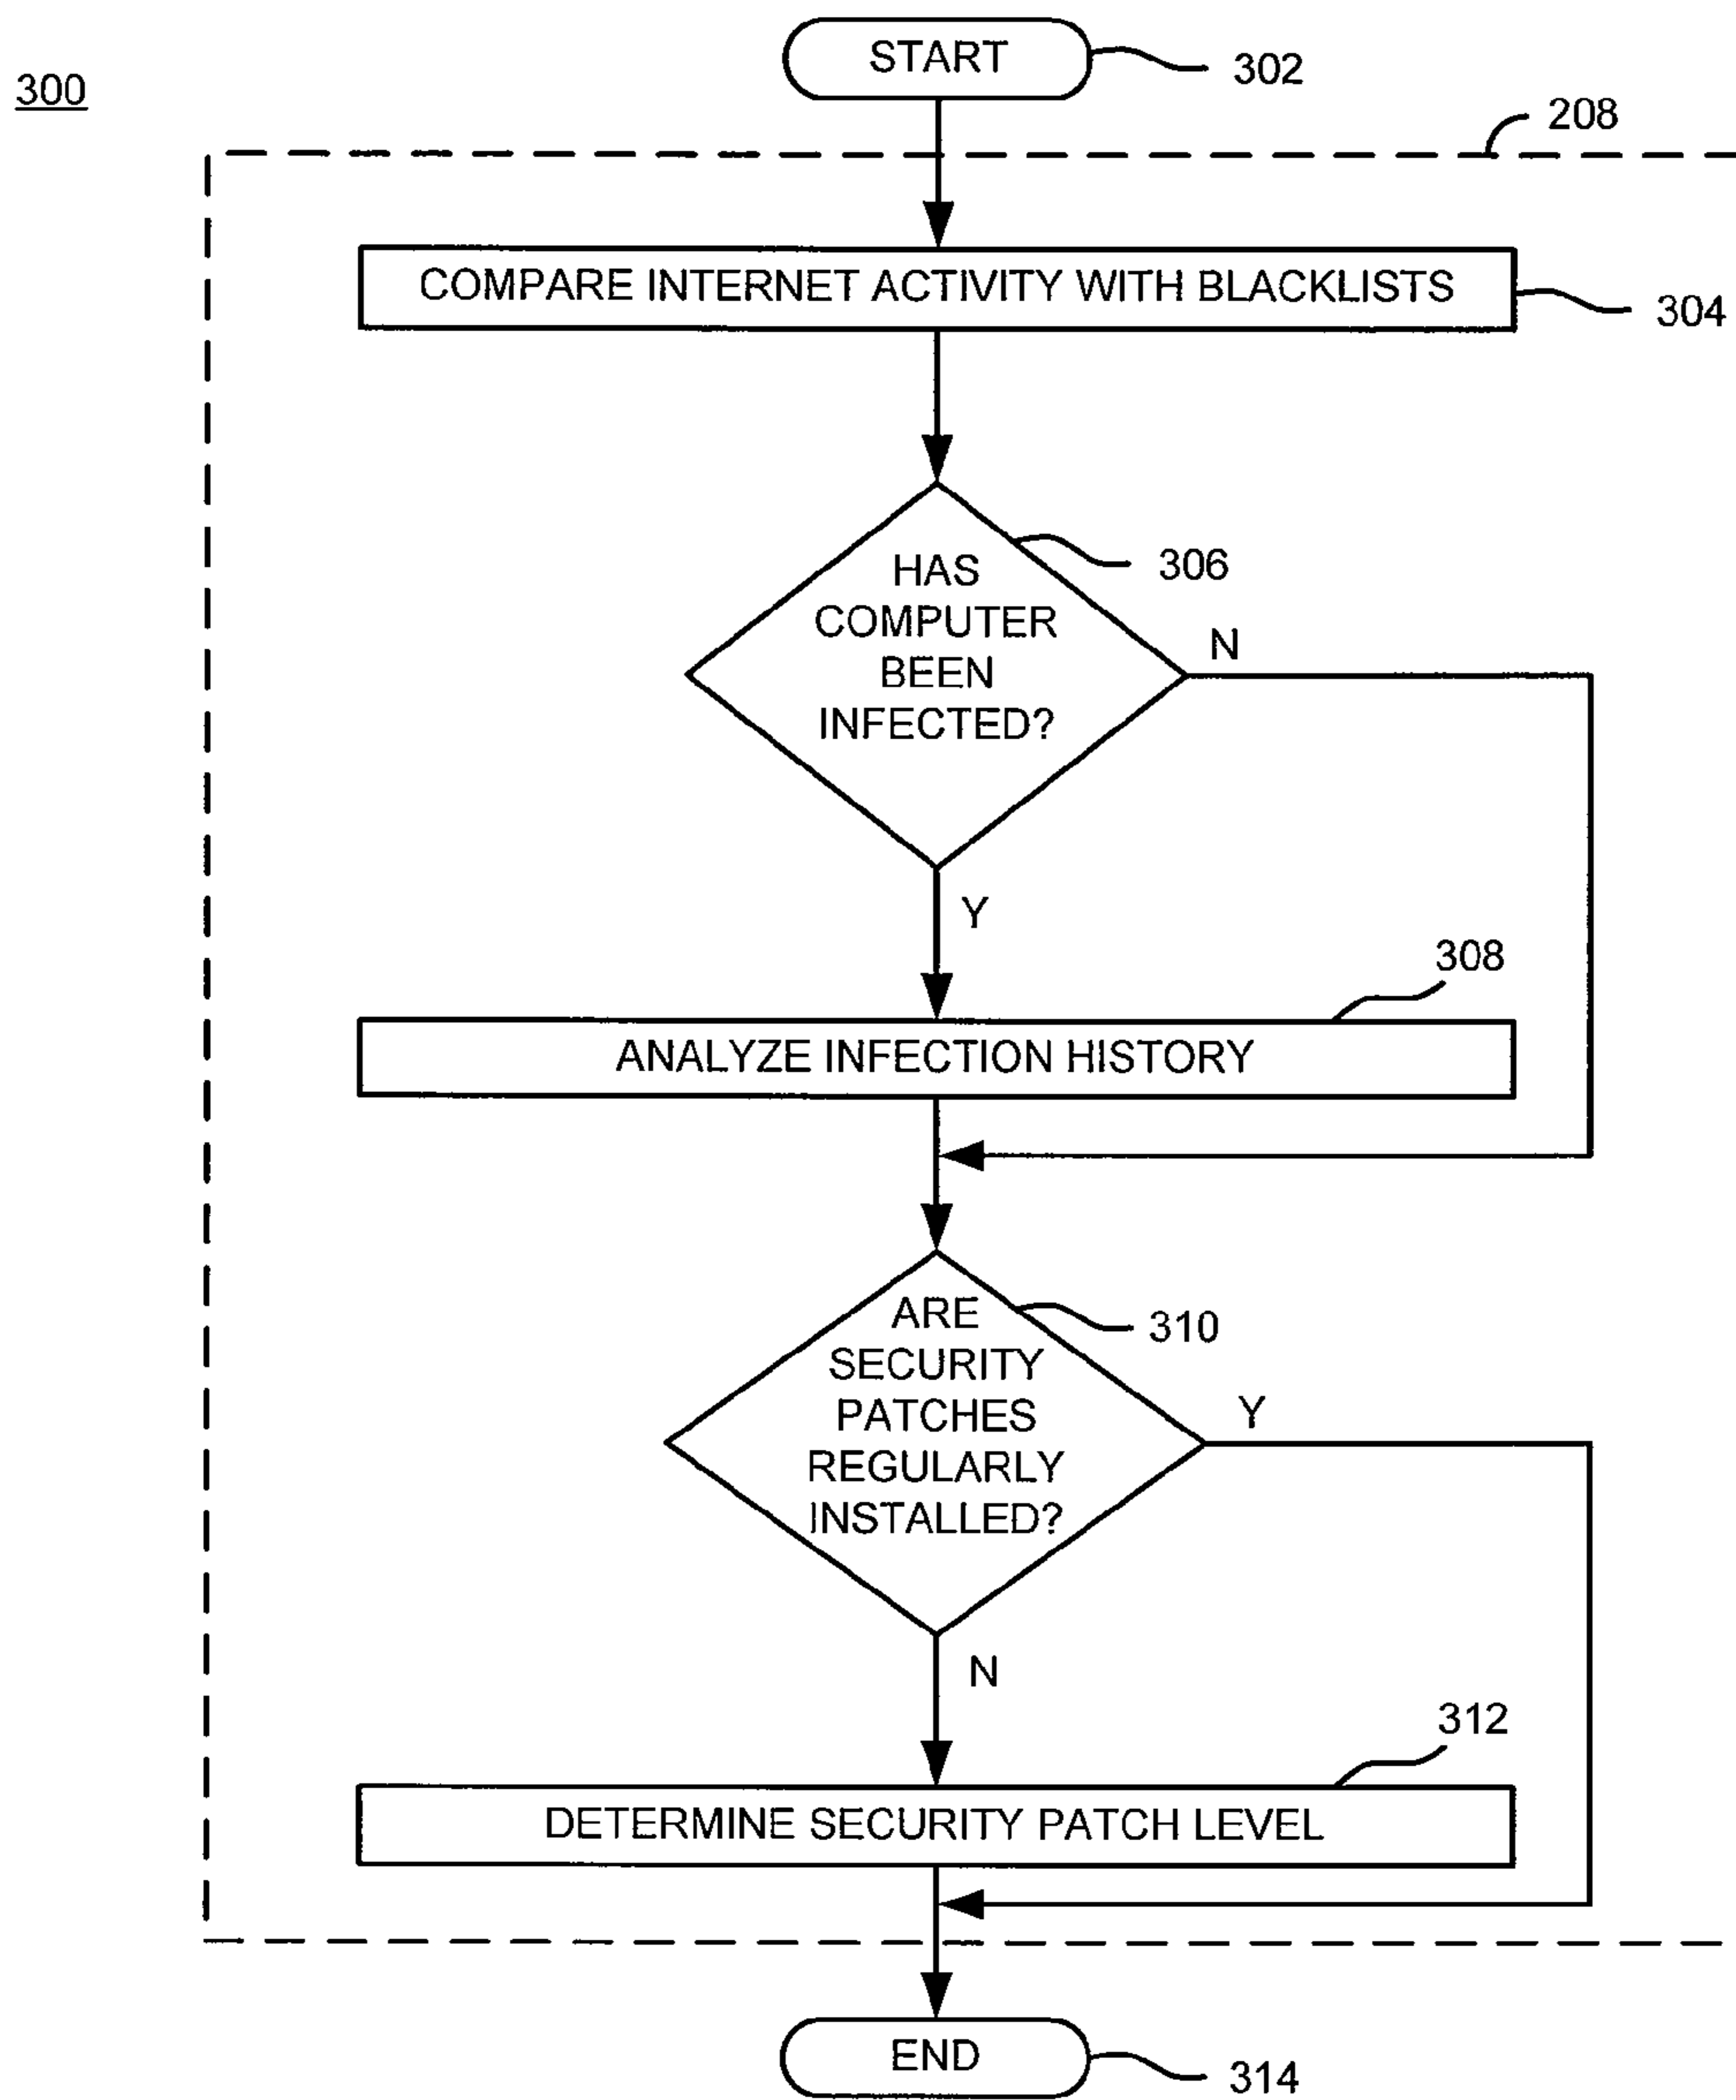 START
302
300
208
COMPARE INTERNET ACTIVITY WITH BLACKLISTS
304
HAS
COMPUTER
BEEN
INFECTED?
306
N
Y
308
ANALYZE INFECTION HISTORY
ARE
SECURITY
PATCHES
REGULARLY
INSTALLED?
310
Y
N
312
DETERMINE SECURITY PATCH LEVEL
END
314